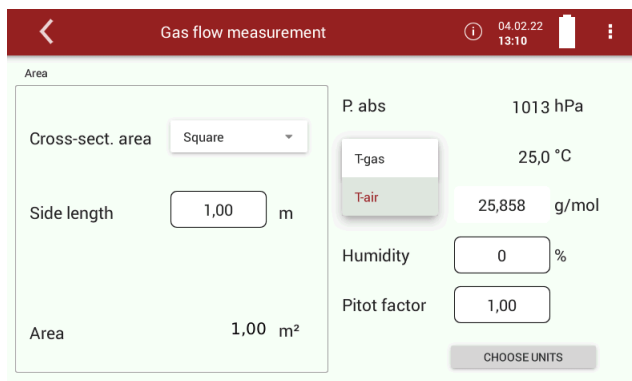 Gas flow measurement
04.02.22
13:10
Area
Cross-sect. area Square
Side length 1,00 m
Area 1,00 m²
P. abs 1013 hPa
T-gas 25,0 °C
T-air
25,858 g/mol
Humidity 0 %
Pitot factor 1,00
CHOOSE UNITS